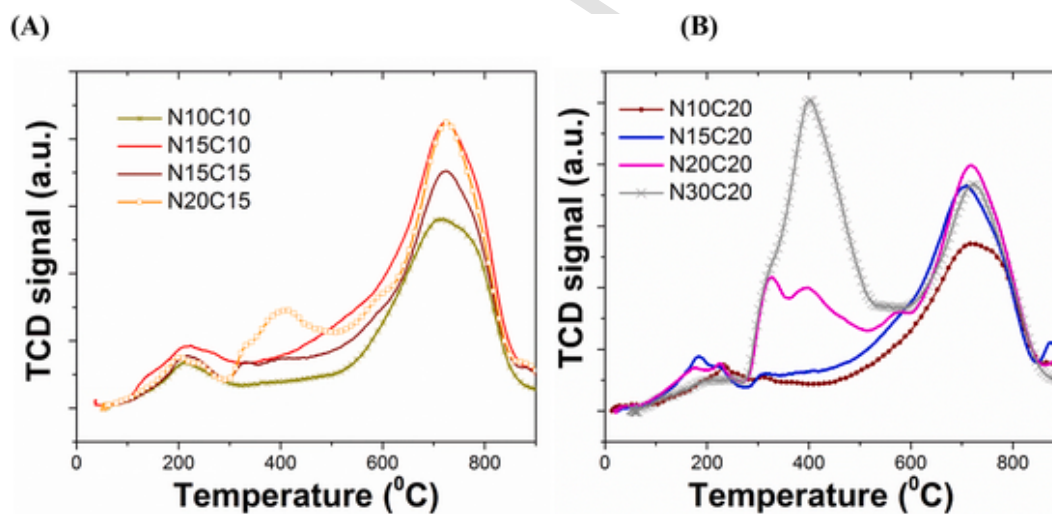 (A)
(B)
N10C10
N15C10
N15C15
N20C15
TCD signal (a.u.)
0
200
400
600
800
Temperature (⁰C)
N10C20
N15C20
N20C20
N30C20
TCD signal (a.u.)
0
200
400
600
800
Temperature (⁰C)